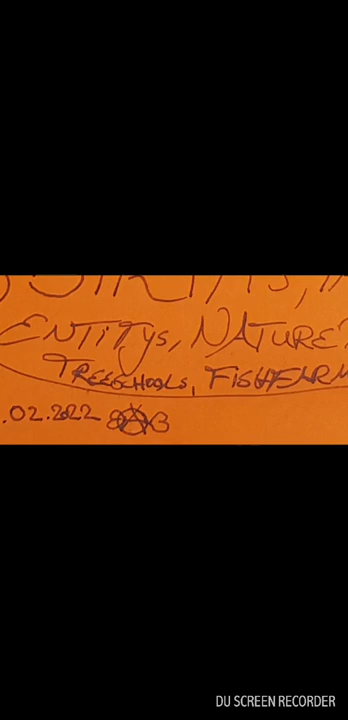 ENTiTys, NATURE?
TREESCHOOLS, FISHFARM
.02.2022
DU SCREEN RECORDER